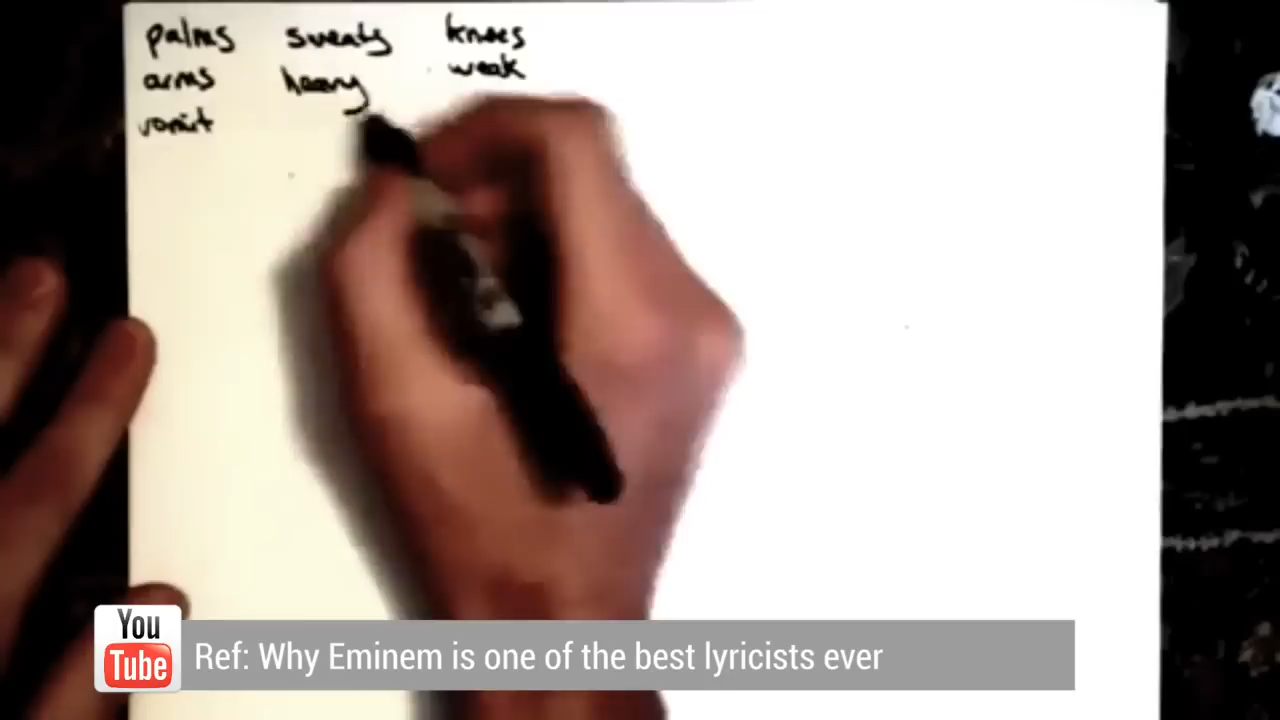 palms sweaty knees
arms heavy weak
vomit
You
Tube
Ref: Why Eminem is one of the best lyricists ever